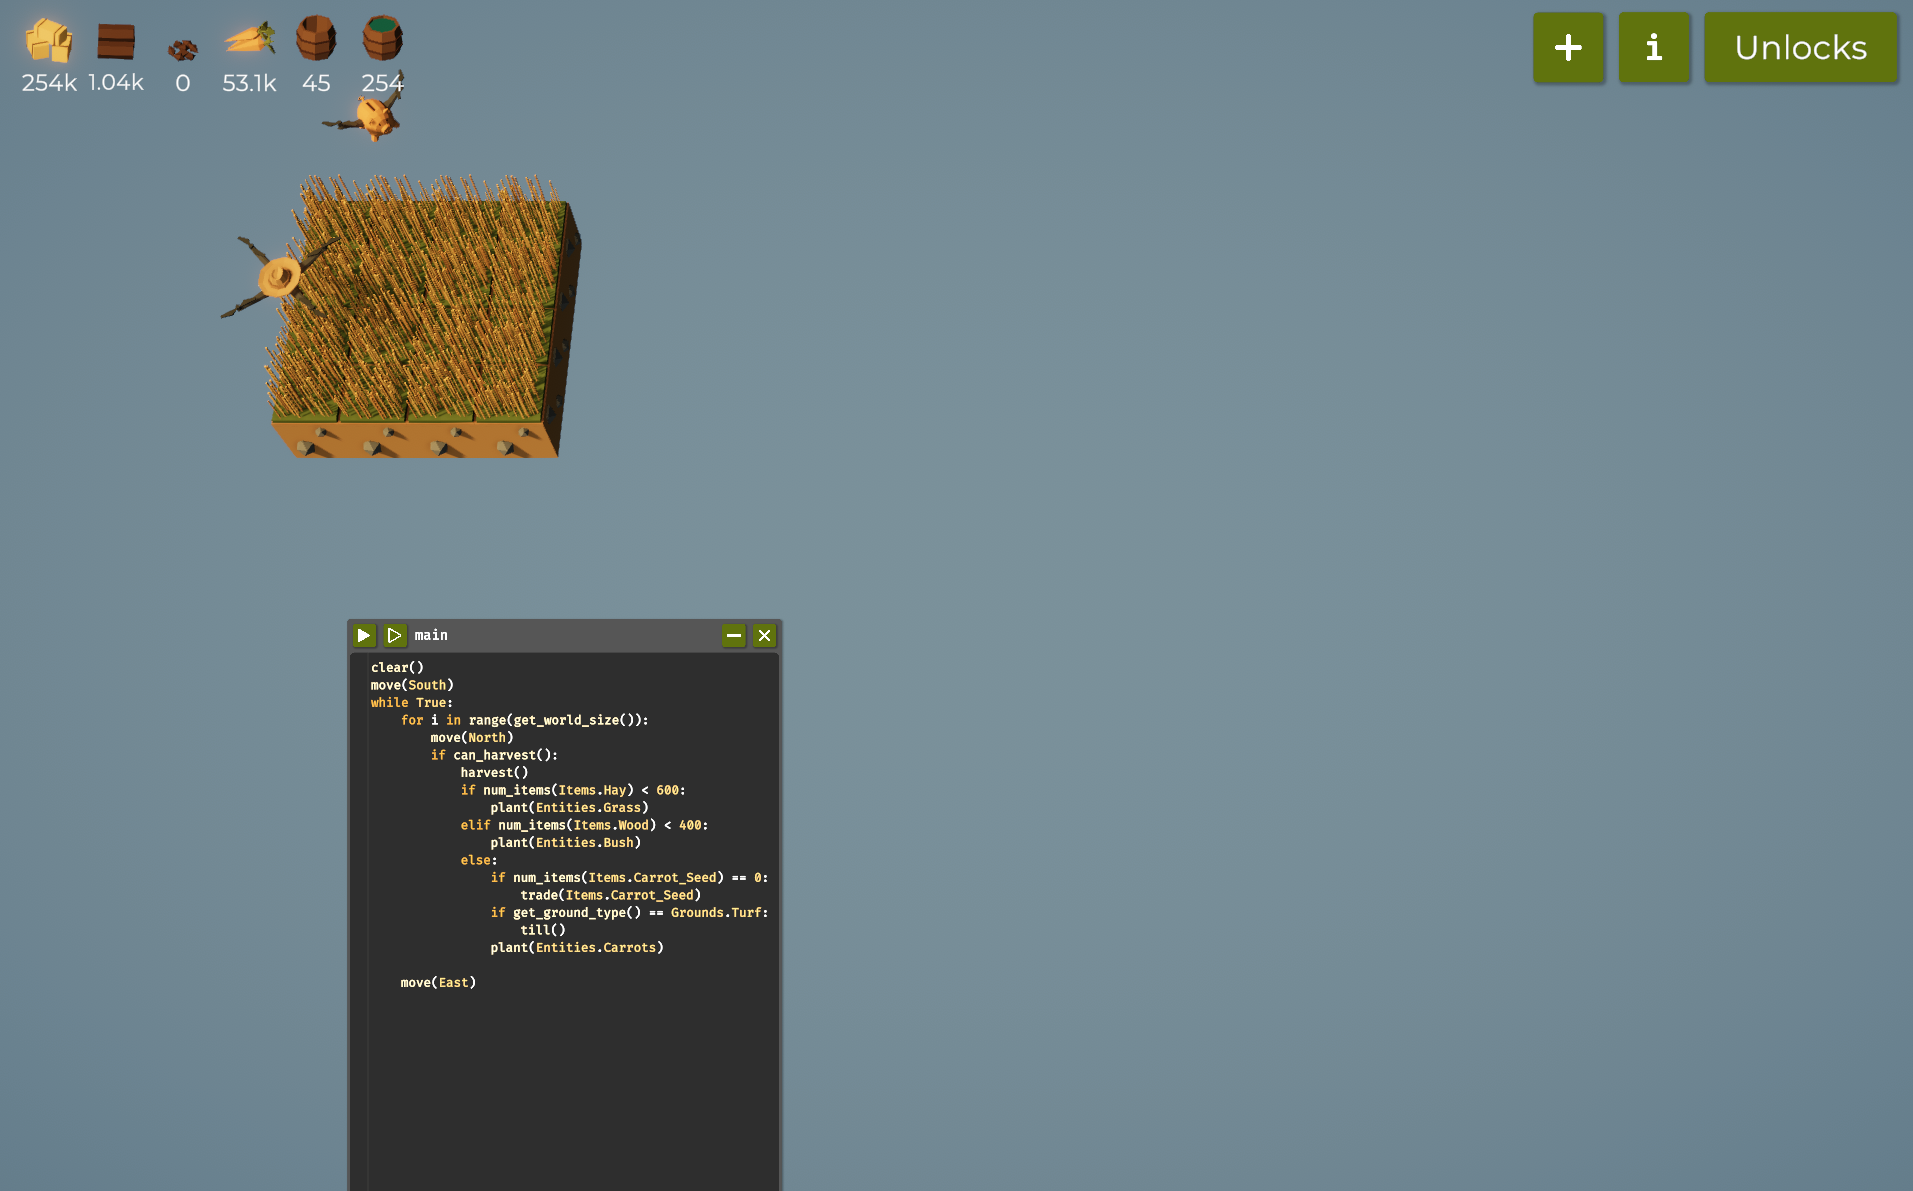 254k 1.04k 0 53.1k 45 254
+ i Unlocks
main
clear()
move(South)
while True:
    for i in range(get_world_size()):
        move(North)
        if can_harvest():
            harvest()
            if num_items(Items.Hay) < 600:
                plant(Entities.Grass)
            elif num_items(Items.Wood) < 400:
                plant(Entities.Bush)
            else:
                if num_items(Items.Carrot_Seed) == 0:
                    trade(Items.Carrot_Seed)
                if get_ground_type() == Grounds.Turf:
                    till()
                plant(Entities.Carrots)
    move(East)